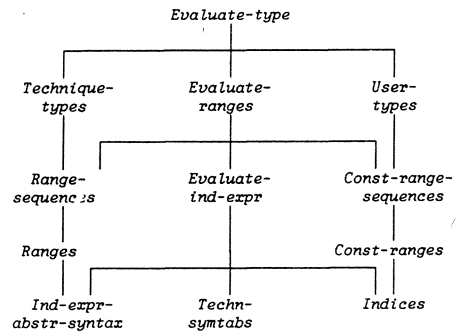 Evaluate-type
Technique-
types
Evaluate-
ranges
User-
types
Range-
sequences
Evaluate-
ind-expr
Const-range-
sequences
Ranges
Const-ranges
Ind-expr-
abstr-syntax
Techn-
symtabs
Indices